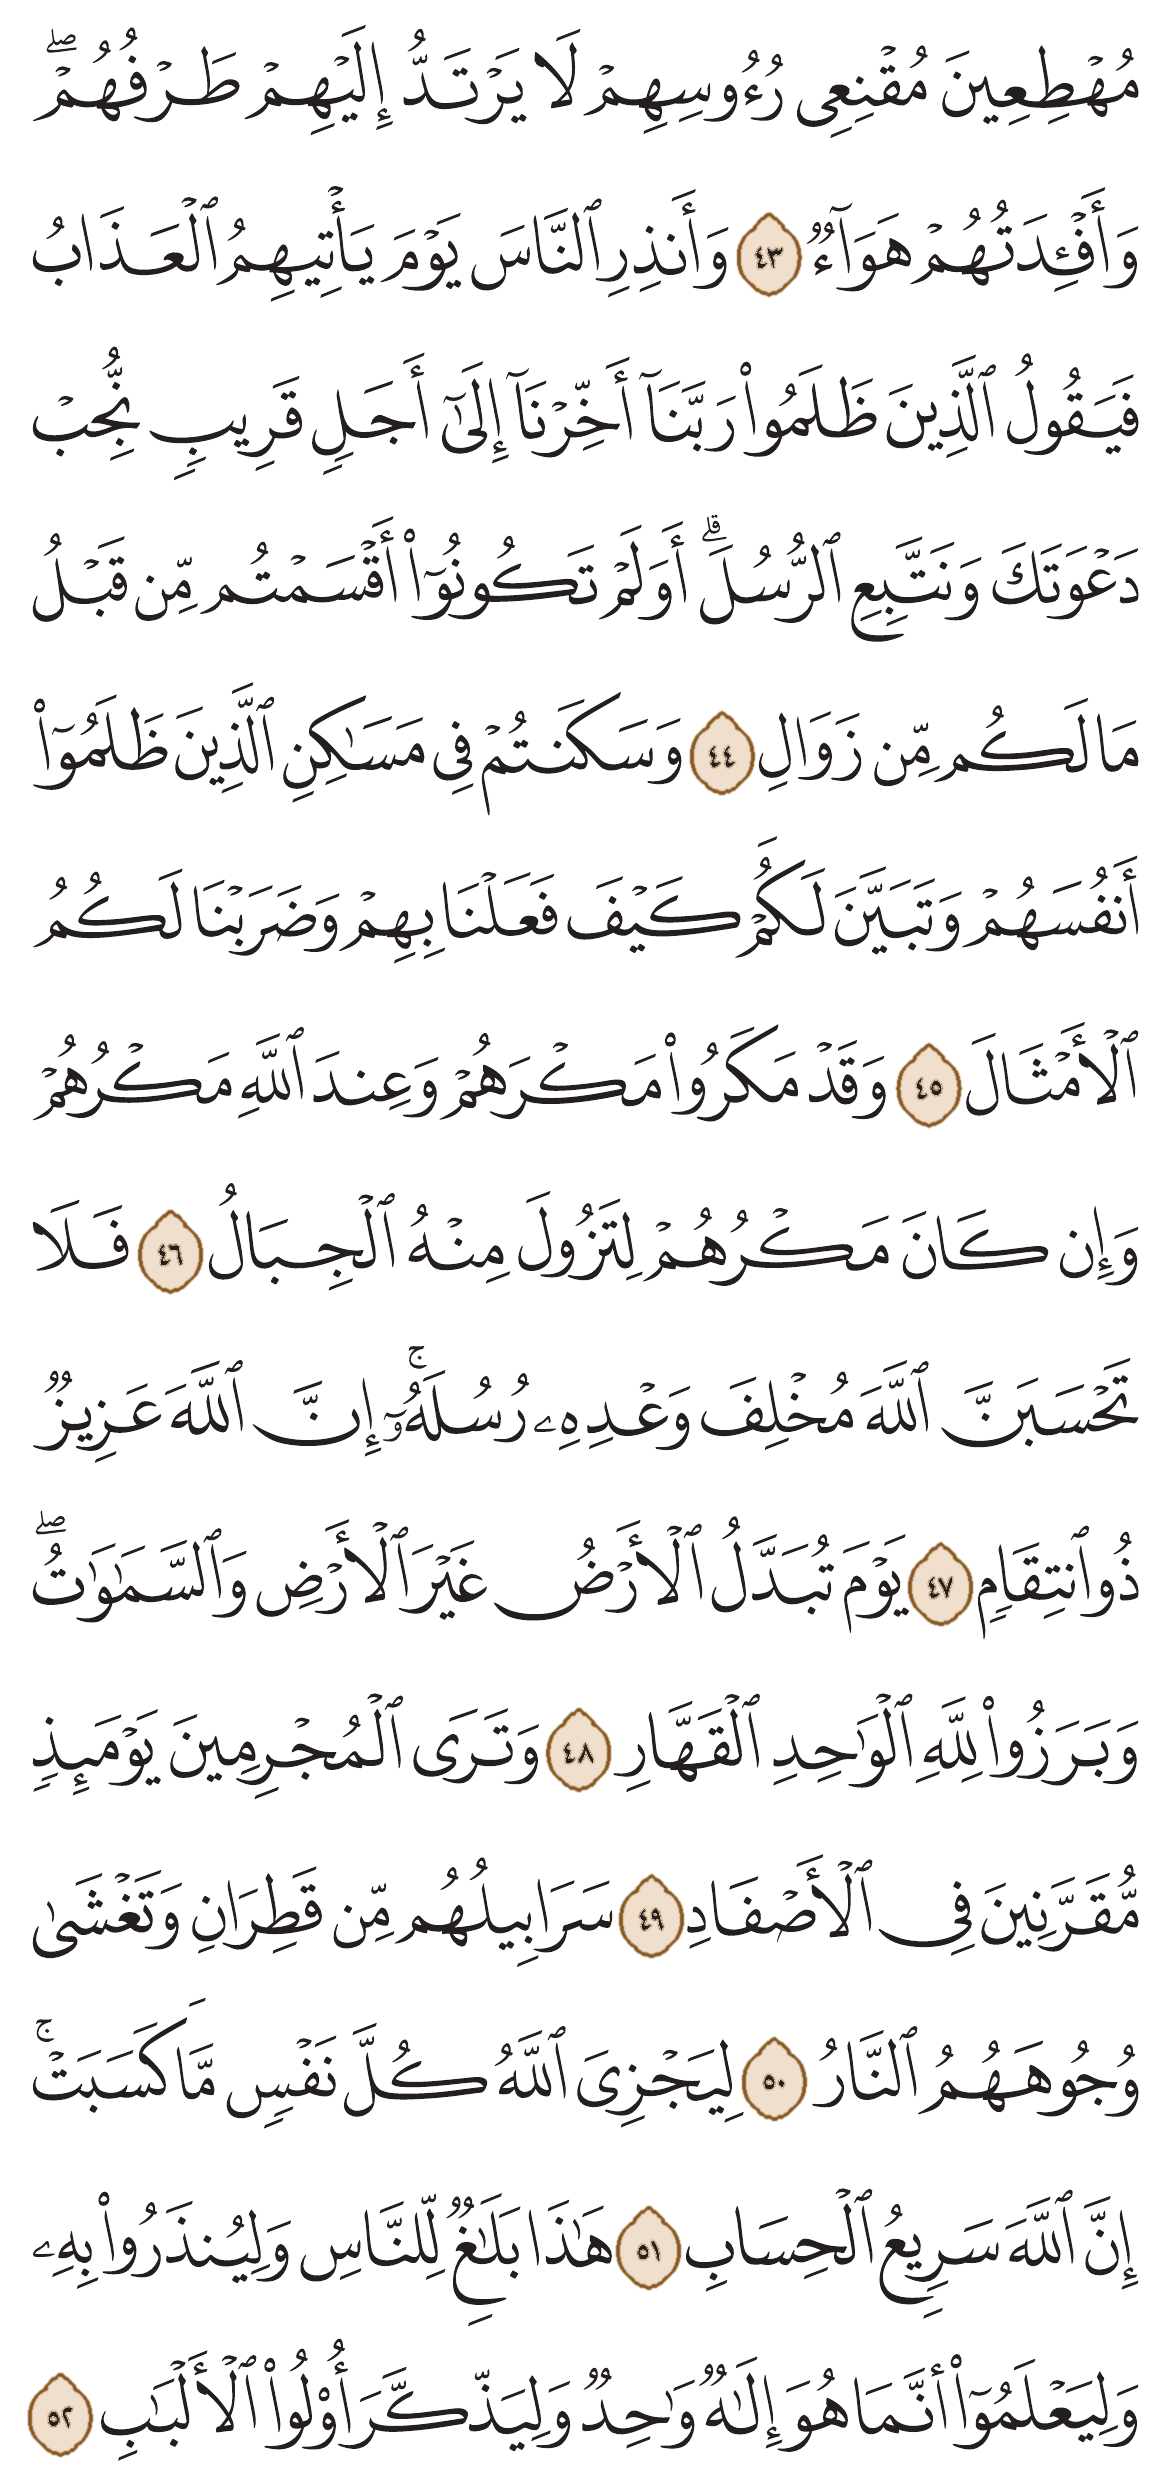 مُهۡطِعِينَ مُقۡنِعِي رُءُوسِهِمۡ لَا يَرۡتَدُّ إِلَيۡهِمۡ طَرۡفُهُمۡۖ
وَأَفۡـِٔدَتُهُمۡ هَوَآءٞ ٤٣ وَأَنذِرِ ٱلنَّاسَ يَوۡمَ يَأۡتِيهِمُ ٱلۡعَذَابُ
فَيَقُولُ ٱلَّذِينَ ظَلَمُواْ رَبَّنَآ أَخِّرۡنَآ إِلَىٰٓ أَجَلٖ قَرِيبٖ نُّجِبۡ
دَعۡوَتَكَ وَنَتَّبِعِ ٱلرُّسُلَۗ أَوَلَمۡ تَكُونُوٓاْ أَقۡسَمۡتُم مِّن قَبۡلُ
مَا لَكُم مِّن زَوَالٖ ٤٤ وَسَكَنتُمۡ فِي مَسَٰكِنِ ٱلَّذِينَ ظَلَمُوٓاْ
أَنفُسَهُمۡ وَتَبَيَّنَ لَكُمۡ كَيۡفَ فَعَلۡنَا بِهِمۡ وَضَرَبۡنَا لَكُمُ
ٱلۡأَمۡثَالَ ٤٥ وَقَدۡ مَكَرُواْ مَكۡرَهُمۡ وَعِندَ ٱللَّهِ مَكۡرُهُمۡ
وَإِن كَانَ مَكۡرُهُمۡ لِتَزُولَ مِنۡهُ ٱلۡجِبَالُ ٤٦ فَلَا
تَحۡسَبَنَّ ٱللَّهَ مُخۡلِفَ وَعۡدِهِۦ رُسُلَهُۥٓۚ إِنَّ ٱللَّهَ عَزِيزٞ
ذُو ٱنتِقَامٖ ٤٧ يَوۡمَ تُبَدَّلُ ٱلۡأَرۡضُ غَيۡرَ ٱلۡأَرۡضِ وَٱلسَّمَٰوَٰتُۖ
وَبَرَزُواْ لِلَّهِ ٱلۡوَٰحِدِ ٱلۡقَهَّارِ ٤٨ وَتَرَى ٱلۡمُجۡرِمِينَ يَوۡمَئِذٖ
مُّقَرَّنِينَ فِي ٱلۡأَصۡفَادِ ٤٩ سَرَابِيلُهُم مِّن قَطِرَانٖ وَتَغۡشَىٰ
وُجُوهَهُمُ ٱلنَّارُ ٥٠ لِيَجۡزِيَ ٱللَّهُ كُلَّ نَفۡسٖ مَّا كَسَبَتۡۚ
إِنَّ ٱللَّهَ سَرِيعُ ٱلۡحِسَابِ ٥١ هَٰذَا بَلَٰغٞ لِّلنَّاسِ وَلِيُنذَرُواْ بِهِۦ
وَلِيَعۡلَمُوٓاْ أَنَّمَا هُوَ إِلَٰهٞ وَٰحِدٞ وَلِيَذَّكَّرَ أُوْلُواْ ٱلۡأَلۡبَٰبِ ٥٢